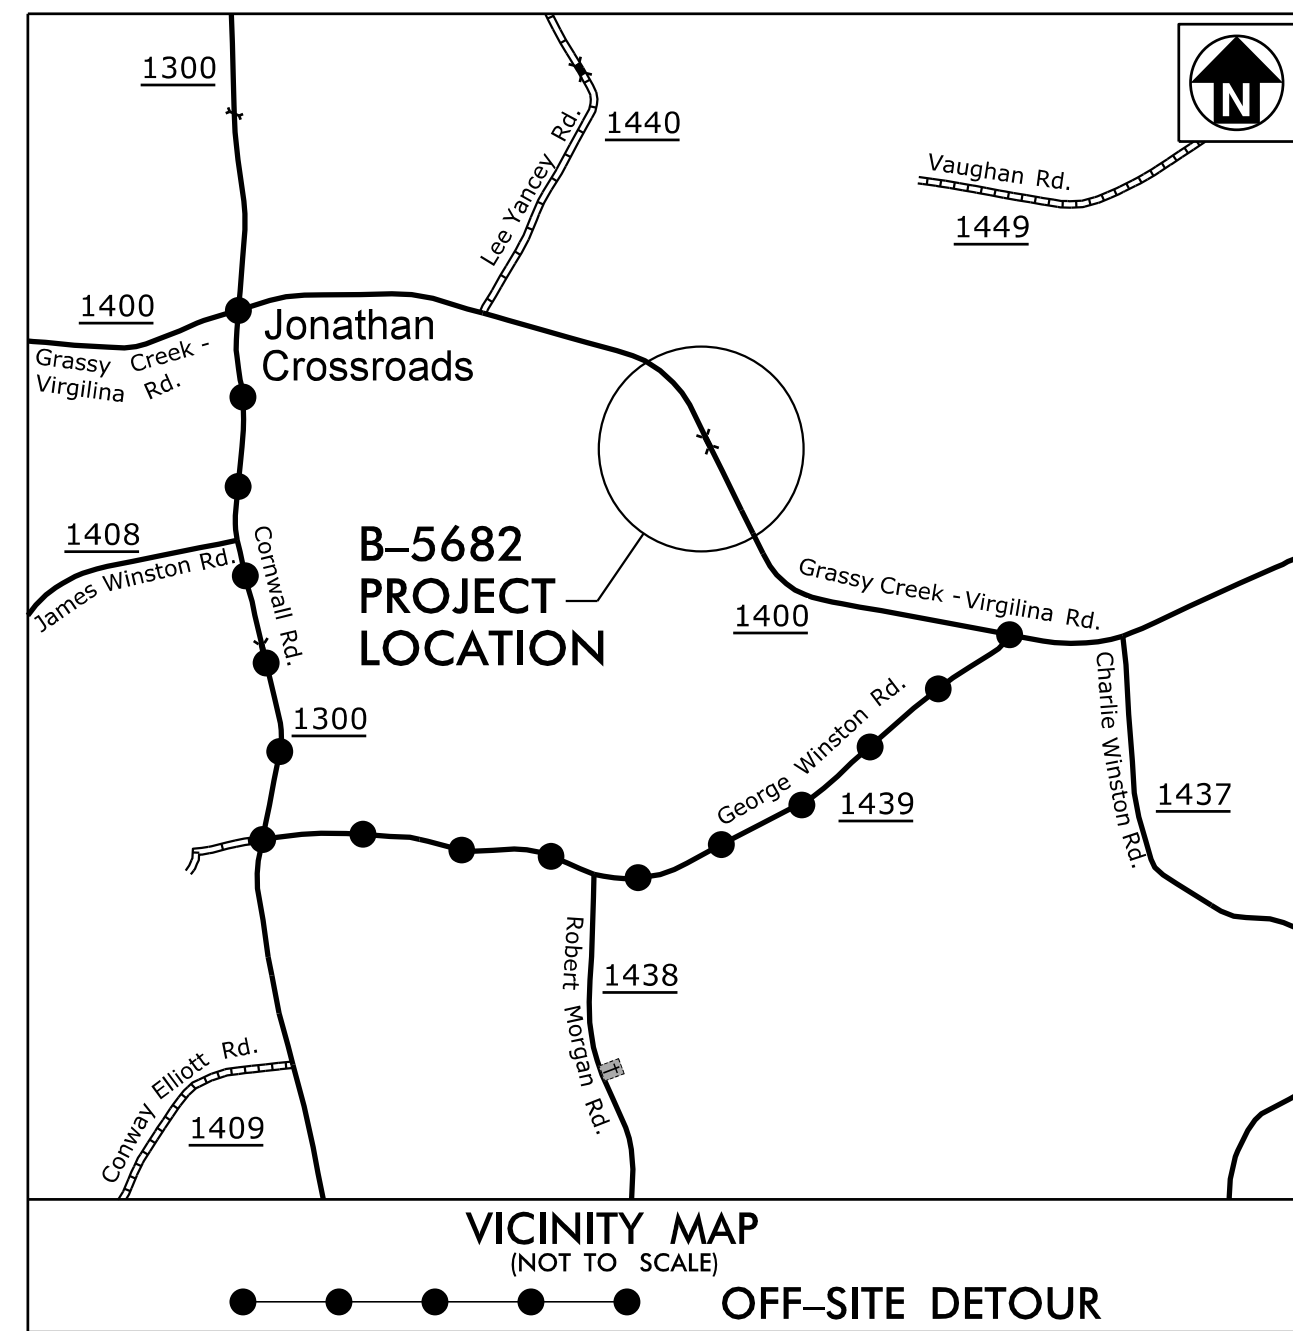 1300
N
1440
Lee Yancey Rd.
Vaughan Rd.
1449
1400
Grassy Creek -
Virgilina Rd.
Jonathan
Crossroads
1408
James Winston Rd.
Cornwall Rd.
B–5682
PROJECT
LOCATION
Grassy Creek - Virgilina Rd.
1400
1300
George Winston Rd.
1439
Charlie Winston Rd.
1437
Robert Morgan Rd.
1438
Conway Elliott Rd.
1409
VICINITY MAP
(NOT TO SCALE)
OFF–SITE DETOUR